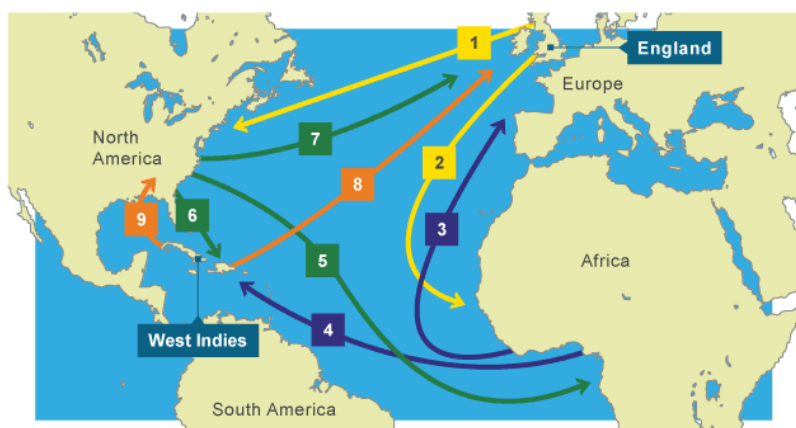 1
England
Europe
North
America
7
2
8
9
6
3
5
Africa
4
West Indies
South America